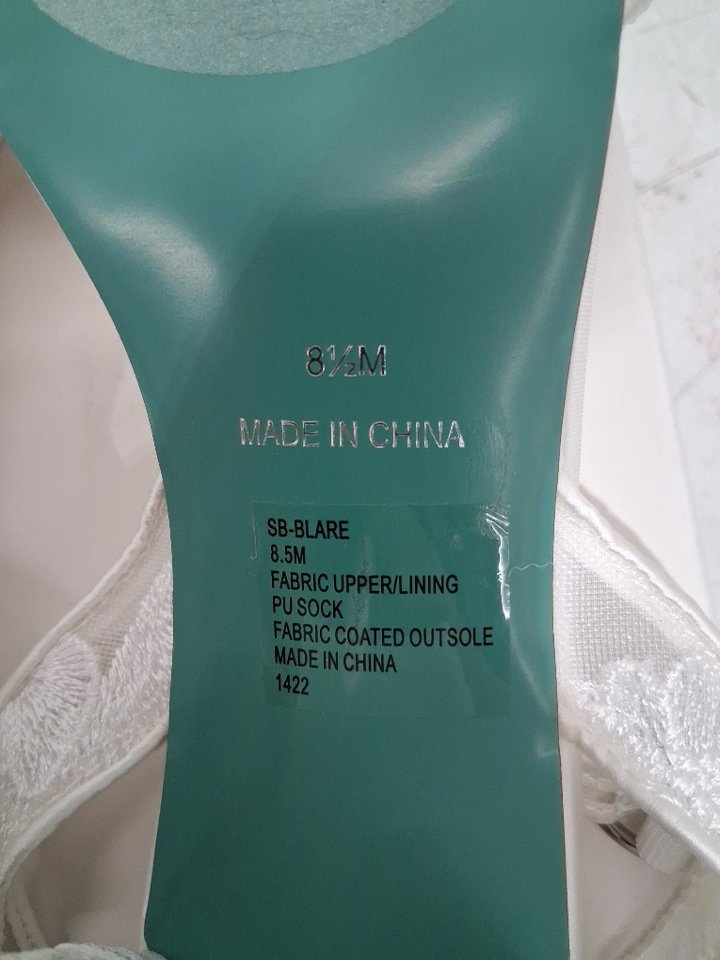 8½M
MADE IN CHINA
SB-BLARE
8.5M
FABRIC UPPER/LINING
PU SOCK
FABRIC COATED OUTSOLE
MADE IN CHINA
1422